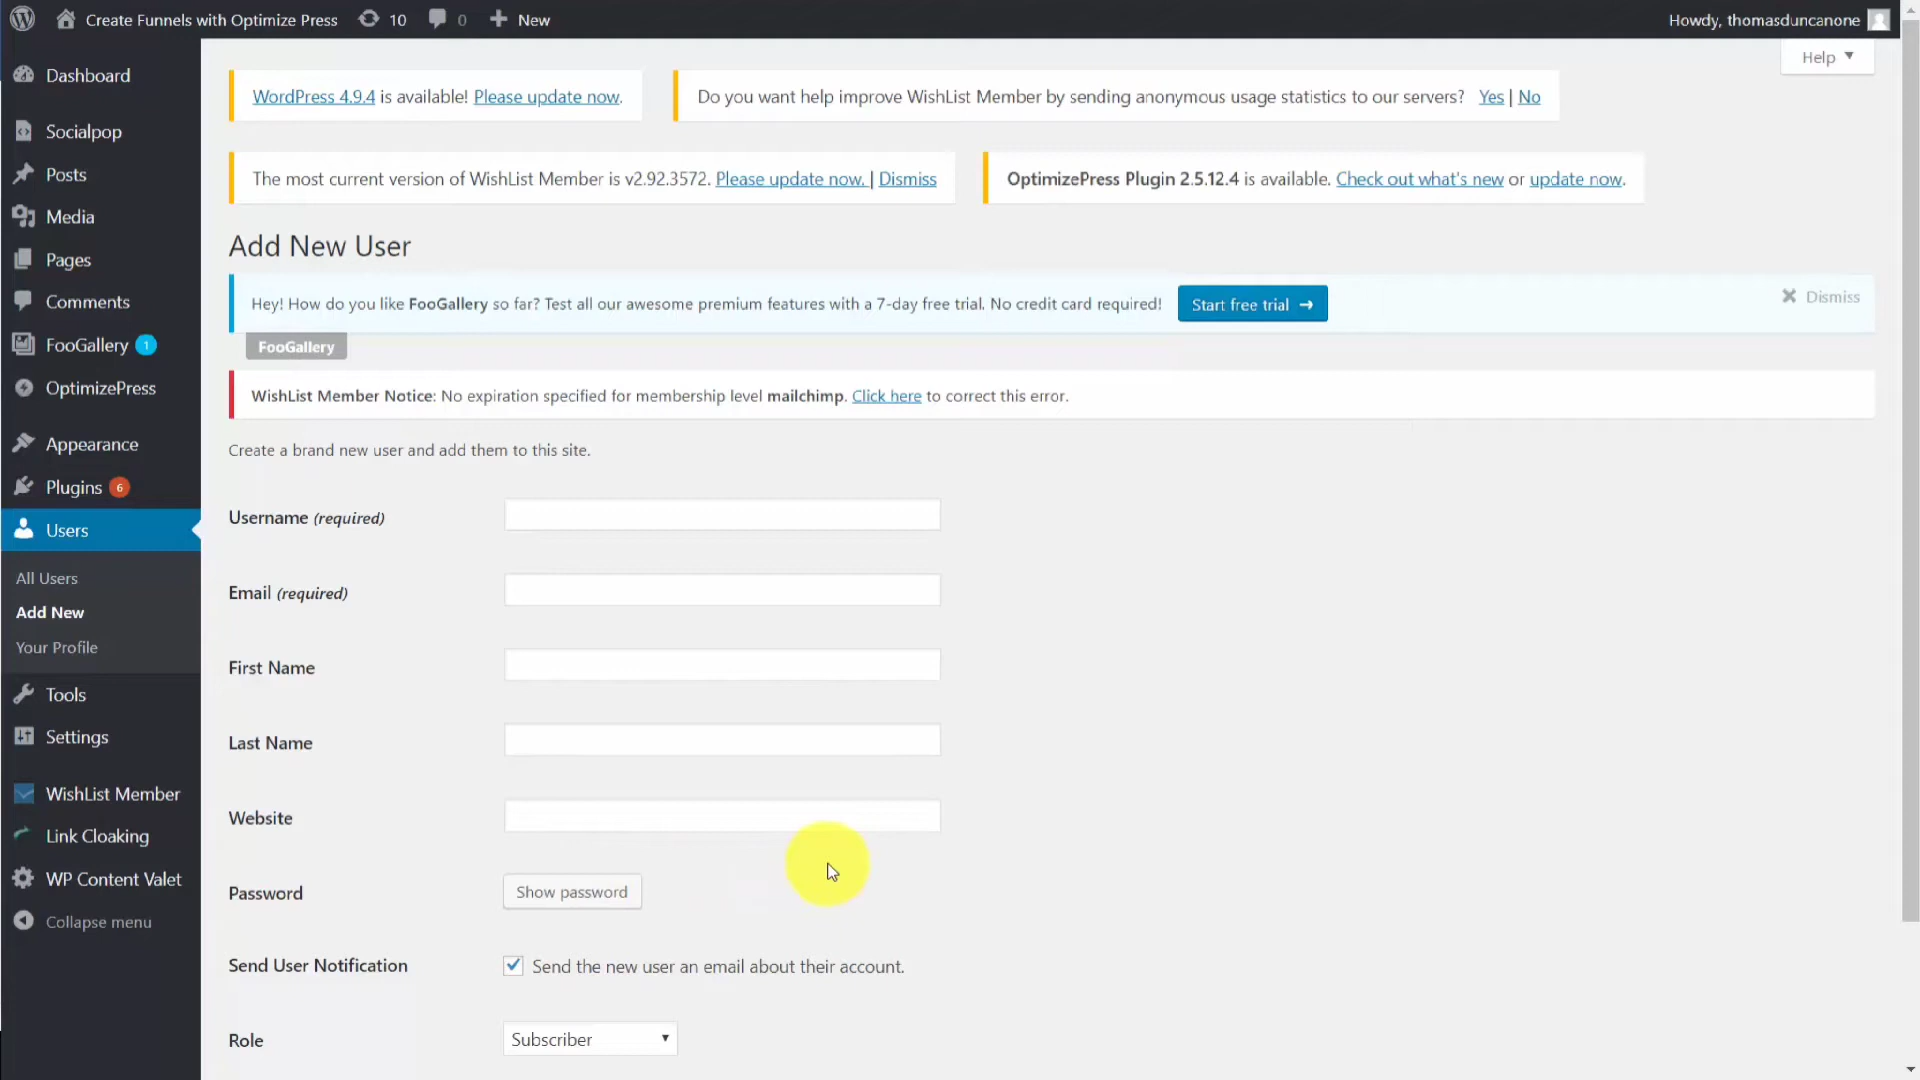 Create Funnels with Optimize Press 10 0 New Howdy, thomasduncanone
Help
Dashboard
Socialpop
Posts
Media
Pages
Comments
FooGallery 1
OptimizePress
Appearance
Plugins 6
Users
All Users
Add New
Your Profile
Tools
Settings
WishList Member
Link Cloaking
WP Content Valet
Collapse menu
WordPress 4.9.4 is available! Please update now.
Do you want help improve WishList Member by sending anonymous usage statistics to our servers? Yes | No
The most current version of WishList Member is v2.92.3572. Please update now. | Dismiss
OptimizePress Plugin 2.5.12.4 is available. Check out what's new or update now.
Add New User
Hey! How do you like FooGallery so far? Test all our awesome premium features with a 7-day free trial. No credit card required! Start free trial → Dismiss
FooGallery
WishList Member Notice: No expiration specified for membership level mailchimp. Click here to correct this error.
Create a brand new user and add them to this site.
Username (required)
Email (required)
First Name
Last Name
Website
Password Show password
Send User Notification Send the new user an email about their account.
Role Subscriber